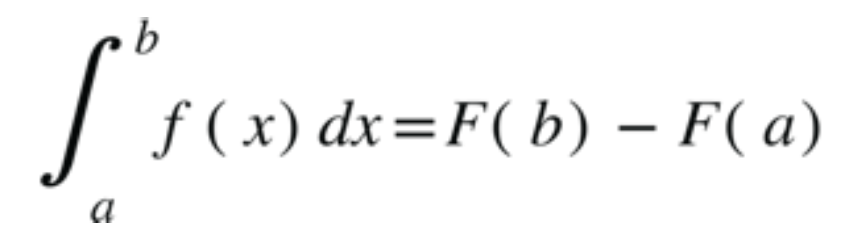 ∫_a^b f(x) dx = F(b) − F(a)